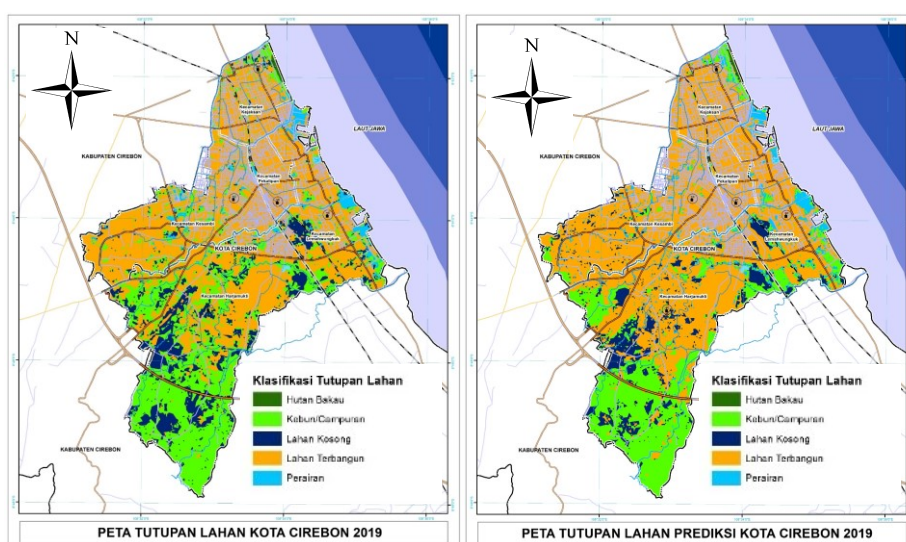 N
KABUPATEN CIREBON
LAUT JAWA
Kecamatan
Kejaksan
Kecamatan
Pekalipan
Kecamatan Kesambi
KOTA CIREBON
Kecamatan
Lemahwungkuk
Kecamatan Harjamukti
KABUPATEN CIREBON
Klasifikasi Tutupan Lahan
Hutan Bakau
Kebun/Campuran
Lahan Kosong
Lahan Terbangun
Perairan
PETA TUTUPAN LAHAN KOTA CIREBON 2019
N
KABUPATEN CIREBON
LAUT JAWA
Kecamatan
Kejaksan
Kecamatan
Pekalipan
Kecamatan Kesambi
KOTA CIREBON
Kecamatan
Lemahwungkuk
Kecamatan Harjamukti
KABUPATEN CIREBON
Klasifikasi Tutupan Lahan
Hutan Bakau
Kebun/Campuran
Lahan Kosong
Lahan Terbangun
Perairan
PETA TUTUPAN LAHAN PREDIKSI KOTA CIREBON 2019